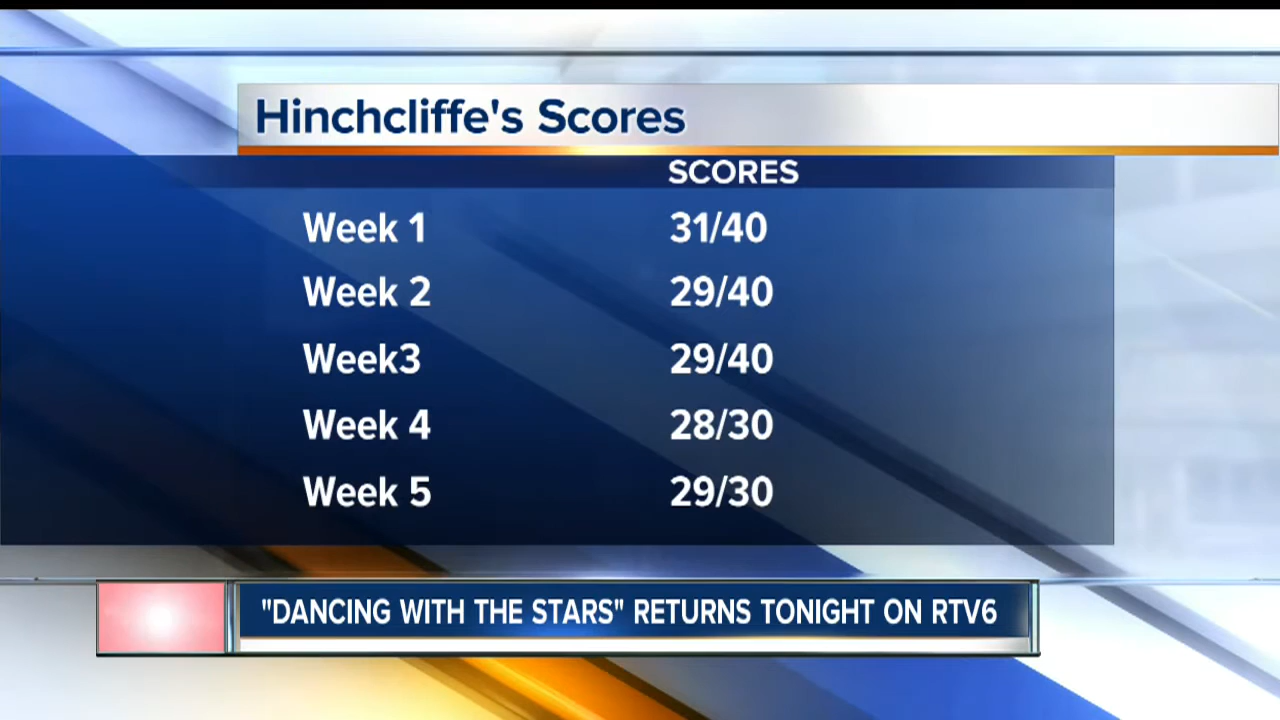 Hinchcliffe's Scores
SCORES
Week 1 31/40
Week 2 29/40
Week3 29/40
Week 4 28/30
Week 5 29/30
"DANCING WITH THE STARS" RETURNS TONIGHT ON RTV6